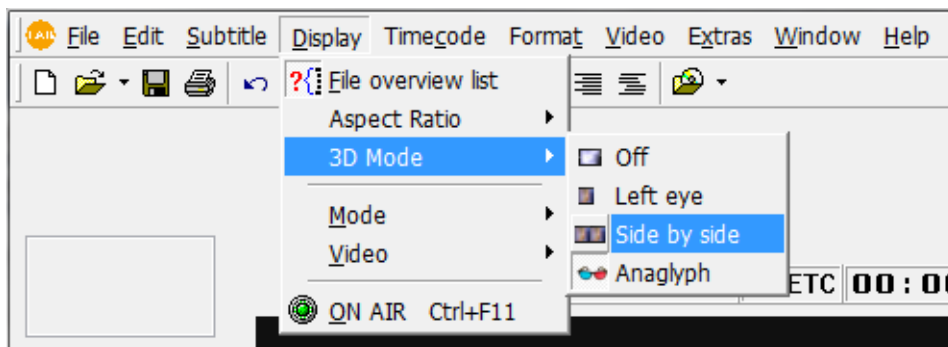 File Edit Subtitle Display Timecode Format Video Extras Window Help
?{ File overview list
Aspect Ratio
3D Mode
Off
Left eye
Side by side
Anaglyph
Mode
Video
ETC 00:0
ON AIR Ctrl+F11